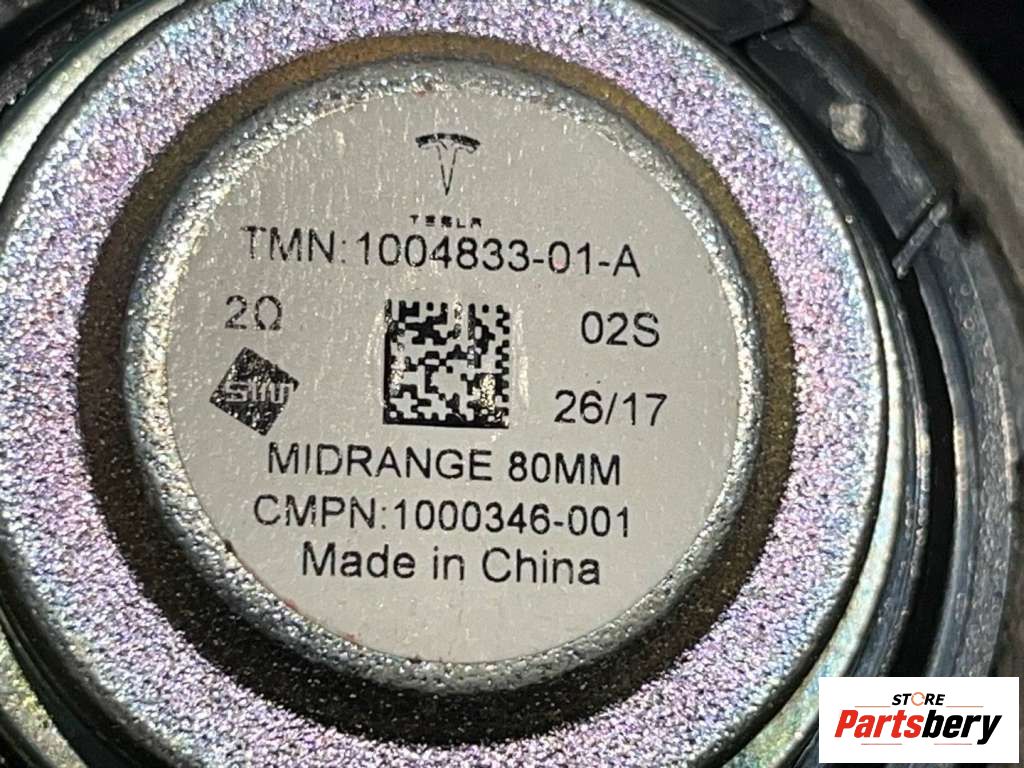 TESLA
TMN:1004833-01-A
2Ω
02S
26/17
MIDRANGE 80MM
CMPN:1000346-001
Made in China
STORE
Partsbery